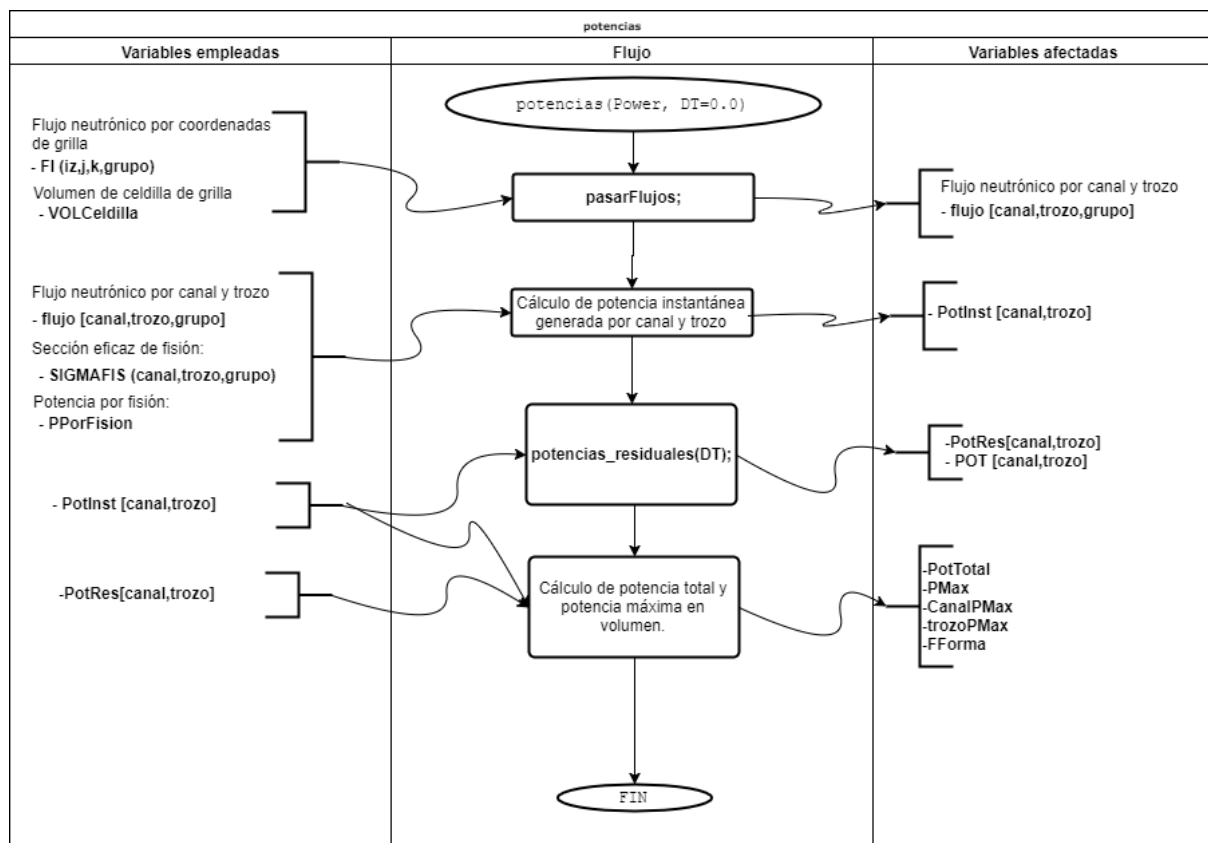 potencias
Variables empleadas
Flujo
Variables afectadas
potencias(Power, DT=0.0)
Flujo neutrónico por coordenadas
de grilla
- FI (iz,j,k,grupo)
Volumen de celdilla de grilla
- VOLCeldilla
pasarFlujos;
Flujo neutrónico por canal y trozo
- flujo [canal,trozo,grupo]
Flujo neutrónico por canal y trozo
- flujo [canal,trozo,grupo]
Sección eficaz de fisión:
- SIGMAFIS (canal,trozo,grupo)
Potencia por fisión:
- PPorFision
Cálculo de potencia instantánea
generada por canal y trozo
- PotInst [canal,trozo]
- PotInst [canal,trozo]
potencias_residuales(DT);
-PotRes[canal,trozo]
- POT [canal,trozo]
-PotRes[canal,trozo]
Cálculo de potencia total y
potencia máxima en
volumen.
-PotTotal
-PMax
-CanalPMax
-trozoPMax
-FForma
FIN